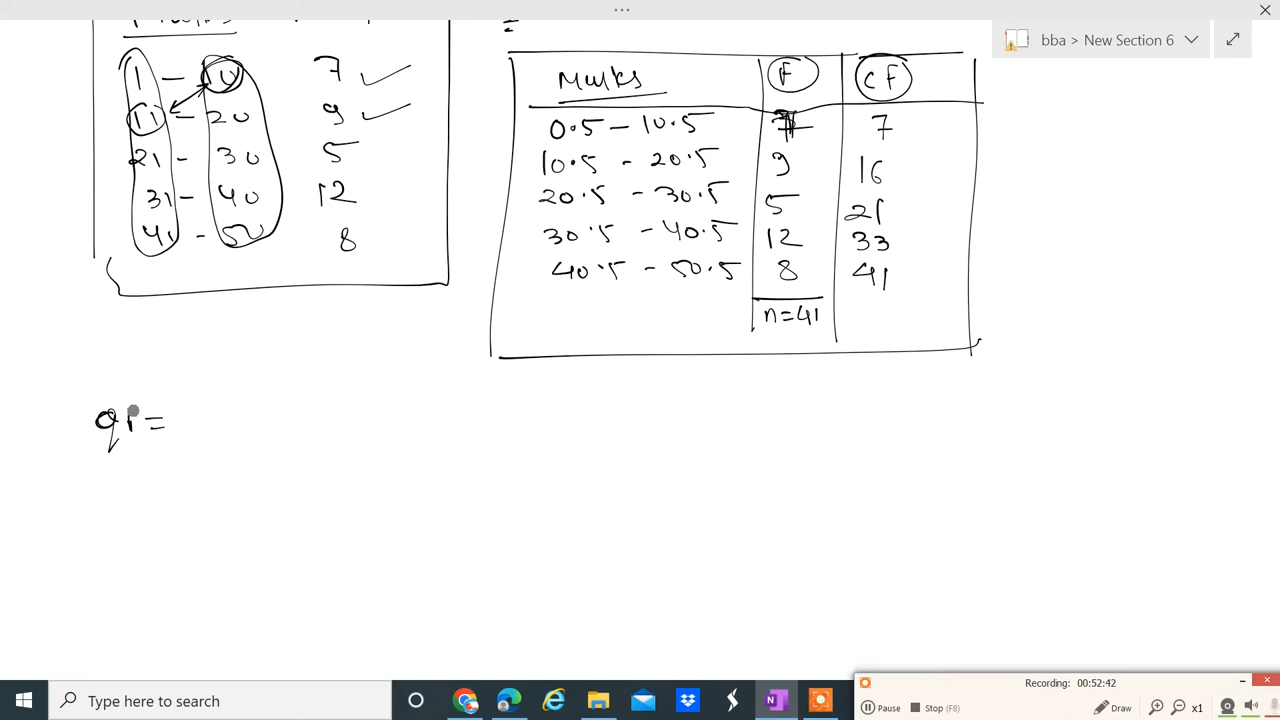 bba > New Section 6
1 - 10 7
11 - 20 9
21 - 30 5
31 - 40 12
41 - 50 8
Marks F CF
0.5 - 10.5 7 7
10.5 - 20.5 9 16
20.5 - 30.5 5 21
30.5 - 40.5 12 33
40.5 - 50.5 8 41
n=41
q1=
Type here to search
Recording: 00:52:42
Pause Stop (F8) Draw x1